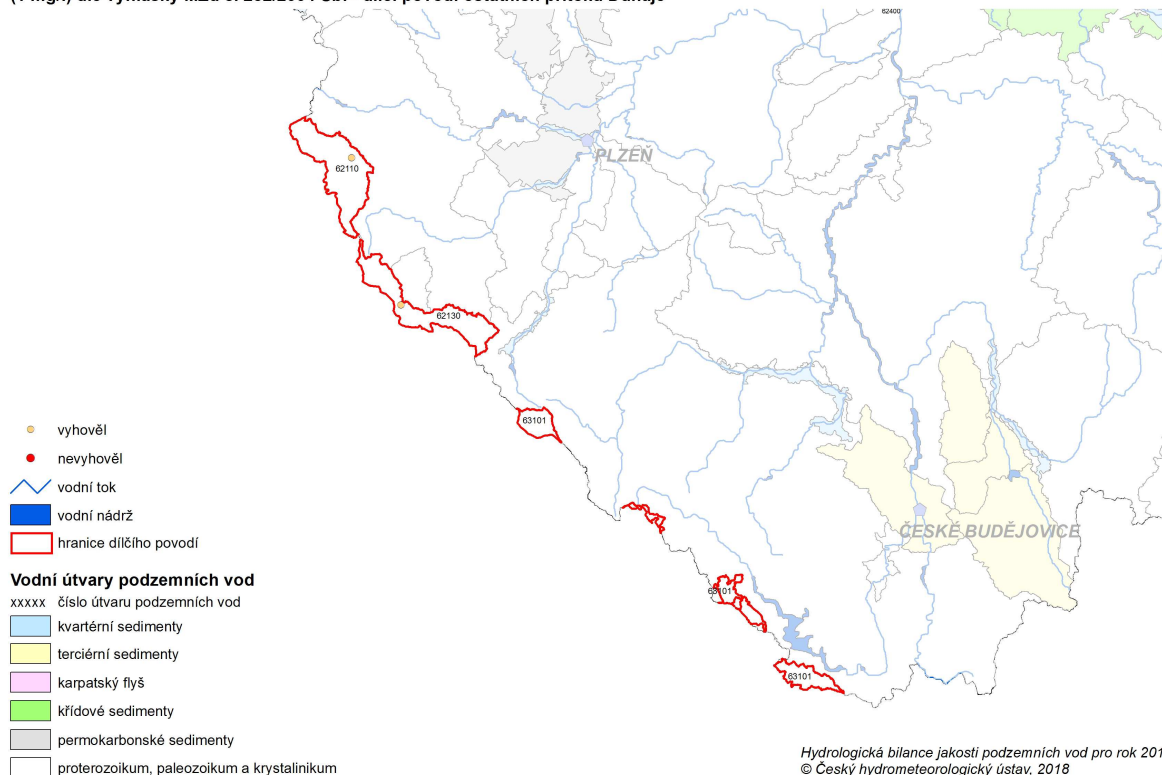 62400
PLZEŇ
62110
62130
63101
ČESKÉ BUDĚJOVICE
63101
63101
vyhověl
nevyhověl
vodní tok
vodní nádrž
hranice dílčího povodí
Vodní útvary podzemních vod
xxxxx číslo útvaru podzemních vod
kvartérní sedimenty
terciérní sedimenty
karpatský flyš
křídové sedimenty
permokarbonské sedimenty
proterozoikum, paleozoikum a krystalinikum
Hydrologická bilance jakosti podzemních vod pro rok 201
© Český hydrometeorologický ústav, 2018